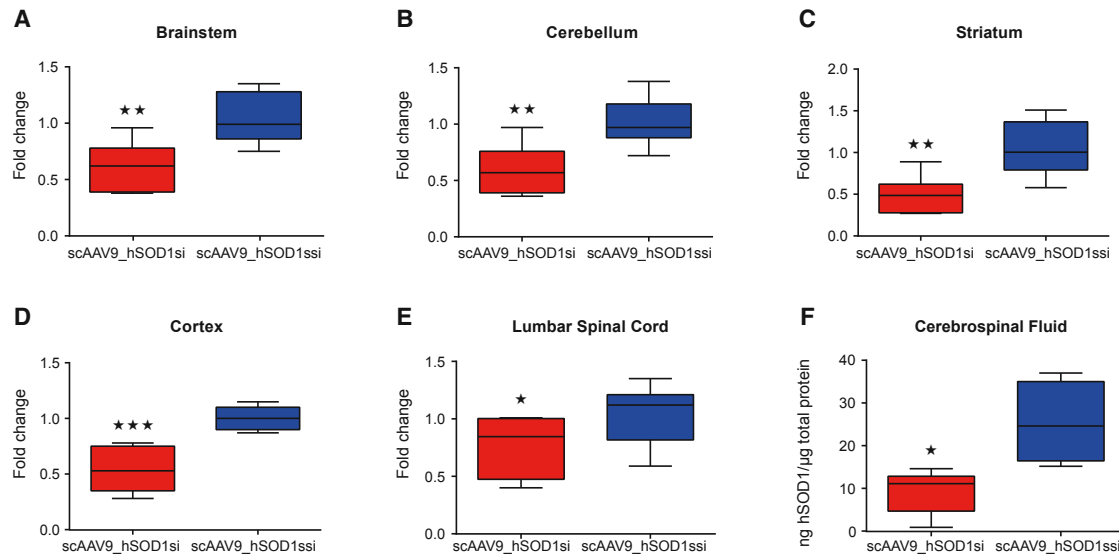 A
Brainstem
Fold change
1.5
1.0
0.5
0.0
★★
scAAV9_hSOD1si scAAV9_hSOD1ssi
B
Cerebellum
Fold change
1.5
1.0
0.5
0.0
★★
scAAV9_hSOD1si scAAV9_hSOD1ssi
C
Striatum
Fold change
2.0
1.5
1.0
0.5
0.0
★★
scAAV9_hSOD1si scAAV9_hSOD1ssi
D
Cortex
Fold change
1.5
1.0
0.5
0.0
★★★
scAAV9_hSOD1si scAAV9_hSOD1ssi
E
Lumbar Spinal Cord
Fold change
1.5
1.0
0.5
0.0
★
scAAV9_hSOD1si scAAV9_hSOD1ssi
F
Cerebrospinal Fluid
ng hSOD1/μg total protein
40
30
20
10
0
★
scAAV9_hSOD1si scAAV9_hSOD1ssi